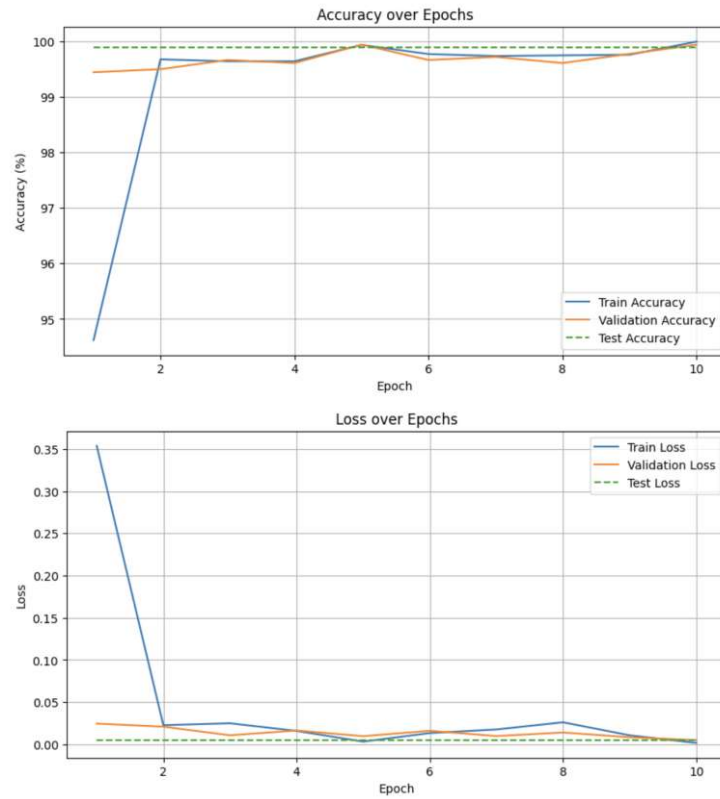 Accuracy over Epochs
100
99
98
97
96
95
Accuracy (%)
Train Accuracy
Validation Accuracy
Test Accuracy
2
4
6
8
10
Epoch
Loss over Epochs
0.35
0.30
0.25
0.20
0.15
0.10
0.05
0.00
Loss
Train Loss
Validation Loss
Test Loss
2
4
6
8
10
Epoch